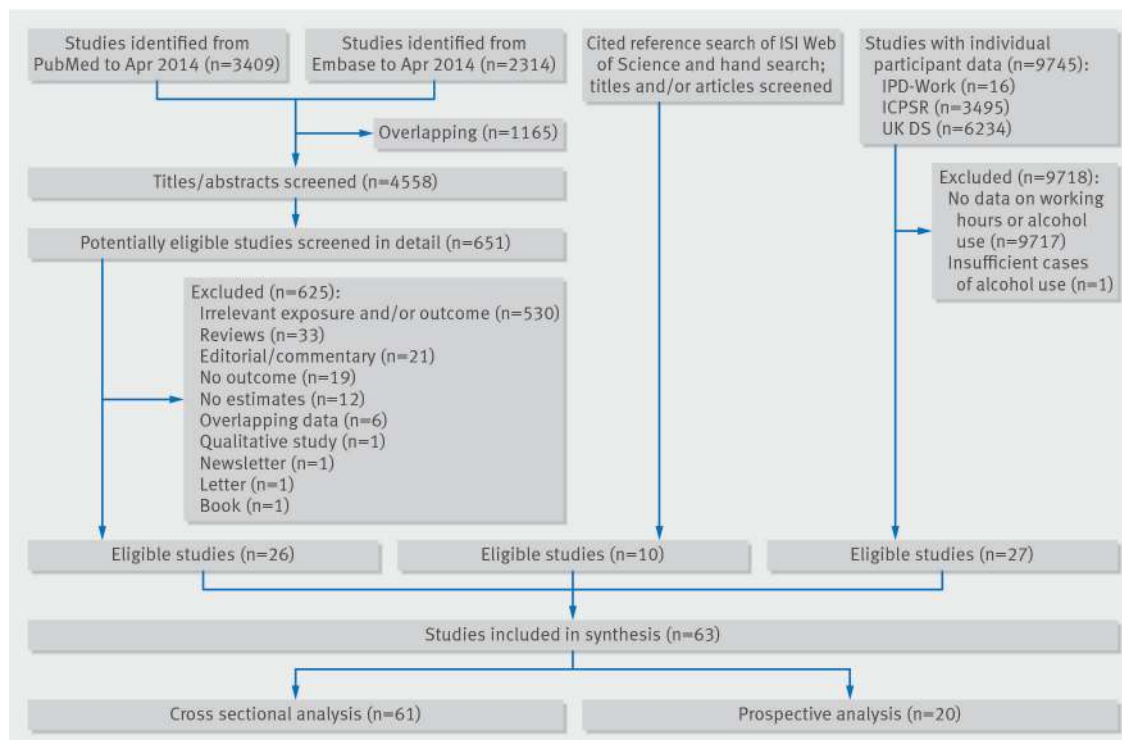 Studies identified from
PubMed to Apr 2014 (n=3409)
Studies identified from
Embase to Apr 2014 (n=2314)
Cited reference search of ISI Web
of Science and hand search;
titles and/or articles screened
Studies with individual
participant data (n=9745):
IPD-Work (n=16)
ICPSR (n=3495)
UK DS (n=6234)
Overlapping (n=1165)
Titles/abstracts screened (n=4558)
Excluded (n=9718):
No data on working
hours or alcohol
use (n=9717)
Insufficient cases
of alcohol use (n=1)
Potentially eligible studies screened in detail (n=651)
Excluded (n=625):
Irrelevant exposure and/or outcome (n=530)
Reviews (n=33)
Editorial/commentary (n=21)
No outcome (n=19)
No estimates (n=12)
Overlapping data (n=6)
Qualitative study (n=1)
Newsletter (n=1)
Letter (n=1)
Book (n=1)
Eligible studies (n=26)
Eligible studies (n=10)
Eligible studies (n=27)
Studies included in synthesis (n=63)
Cross sectional analysis (n=61)
Prospective analysis (n=20)